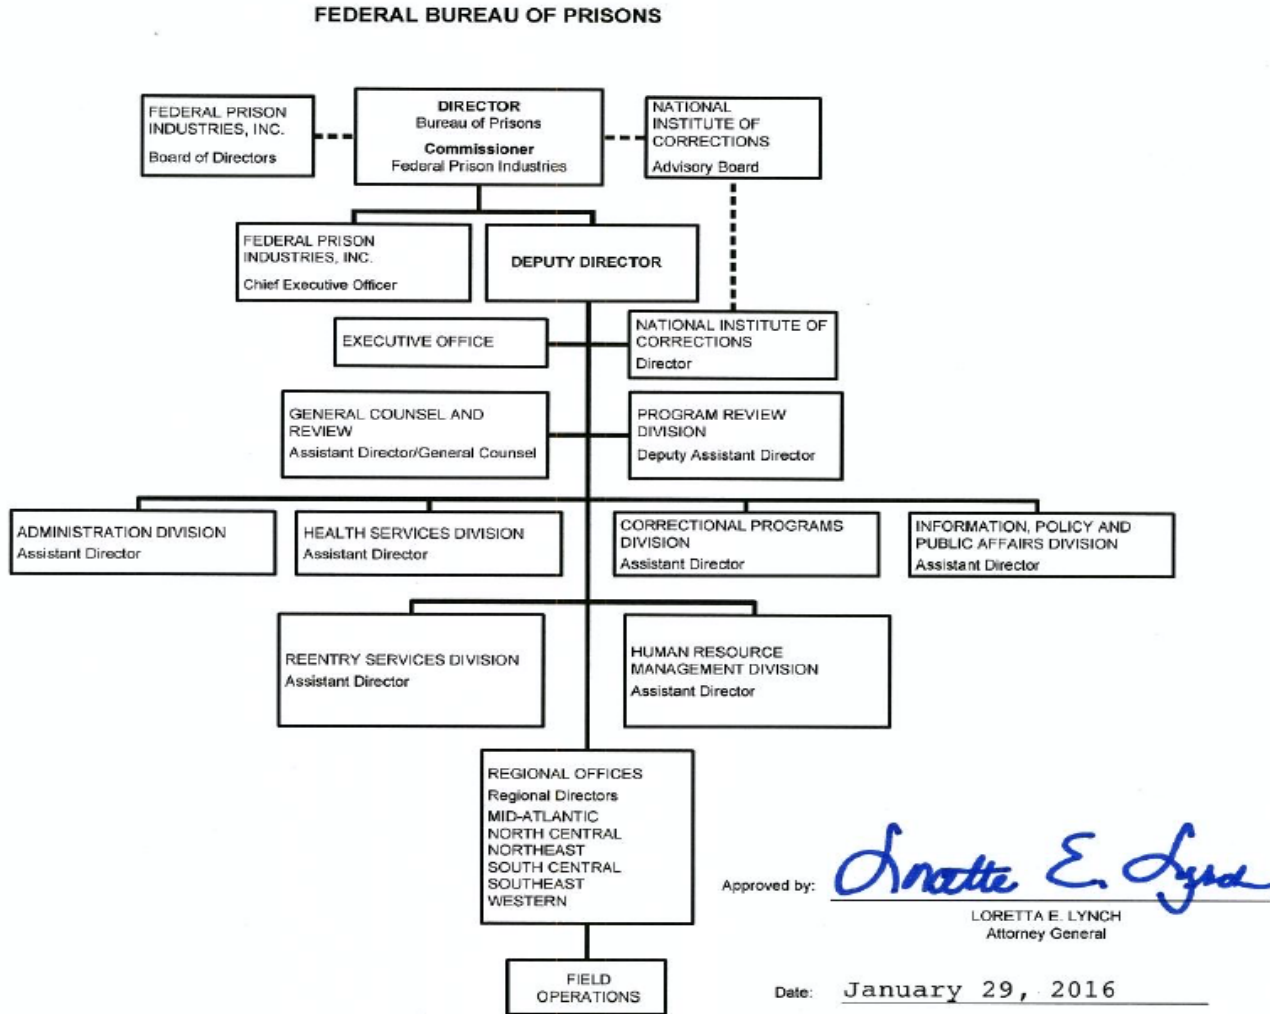 FEDERAL BUREAU OF PRISONS
FEDERAL PRISON
INDUSTRIES, INC.
Board of Directors
DIRECTOR
Bureau of Prisons
Commissioner
Federal Prison Industries
NATIONAL
INSTITUTE OF
CORRECTIONS
Advisory Board
FEDERAL PRISON
INDUSTRIES, INC.
Chief Executive Officer
DEPUTY DIRECTOR
EXECUTIVE OFFICE
NATIONAL INSTITUTE OF
CORRECTIONS
Director
GENERAL COUNSEL AND
REVIEW
Assistant Director/General Counsel
PROGRAM REVIEW
DIVISION
Deputy Assistant Director
ADMINISTRATION DIVISION
Assistant Director
HEALTH SERVICES DIVISION
Assistant Director
CORRECTIONAL PROGRAMS
DIVISION
Assistant Director
INFORMATION, POLICY AND
PUBLIC AFFAIRS DIVISION
Assistant Director
REENTRY SERVICES DIVISION
Assistant Director
HUMAN RESOURCE
MANAGEMENT DIVISION
Assistant Director
REGIONAL OFFICES
Regional Directors
MID-ATLANTIC
NORTH CENTRAL
NORTHEAST
SOUTH CENTRAL
SOUTHEAST
WESTERN
FIELD
OPERATIONS
Approved by: Loretta E. Lynch
LORETTA E. LYNCH
Attorney General
Date: January 29, 2016